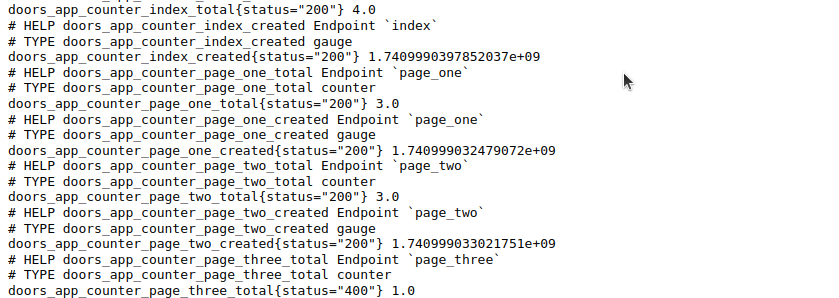 doors_app_counter_index_total{status="200"} 4.0
# HELP doors_app_counter_index_created Endpoint `index`
# TYPE doors_app_counter_index_created gauge
doors_app_counter_index_created{status="200"} 1.7409990397852037e+09
# HELP doors_app_counter_page_one_total Endpoint `page_one`
# TYPE doors_app_counter_page_one_total counter
doors_app_counter_page_one_total{status="200"} 3.0
# HELP doors_app_counter_page_one_created Endpoint `page_one`
# TYPE doors_app_counter_page_one_created gauge
doors_app_counter_page_one_created{status="200"} 1.740999032479072e+09
# HELP doors_app_counter_page_two_total Endpoint `page_two`
# TYPE doors_app_counter_page_two_total counter
doors_app_counter_page_two_total{status="200"} 3.0
# HELP doors_app_counter_page_two_created Endpoint `page_two`
# TYPE doors_app_counter_page_two_created gauge
doors_app_counter_page_two_created{status="200"} 1.740999033021751e+09
# HELP doors_app_counter_page_three_total Endpoint `page_three`
# TYPE doors_app_counter_page_three_total counter
doors_app_counter_page_three_total{status="400"} 1.0